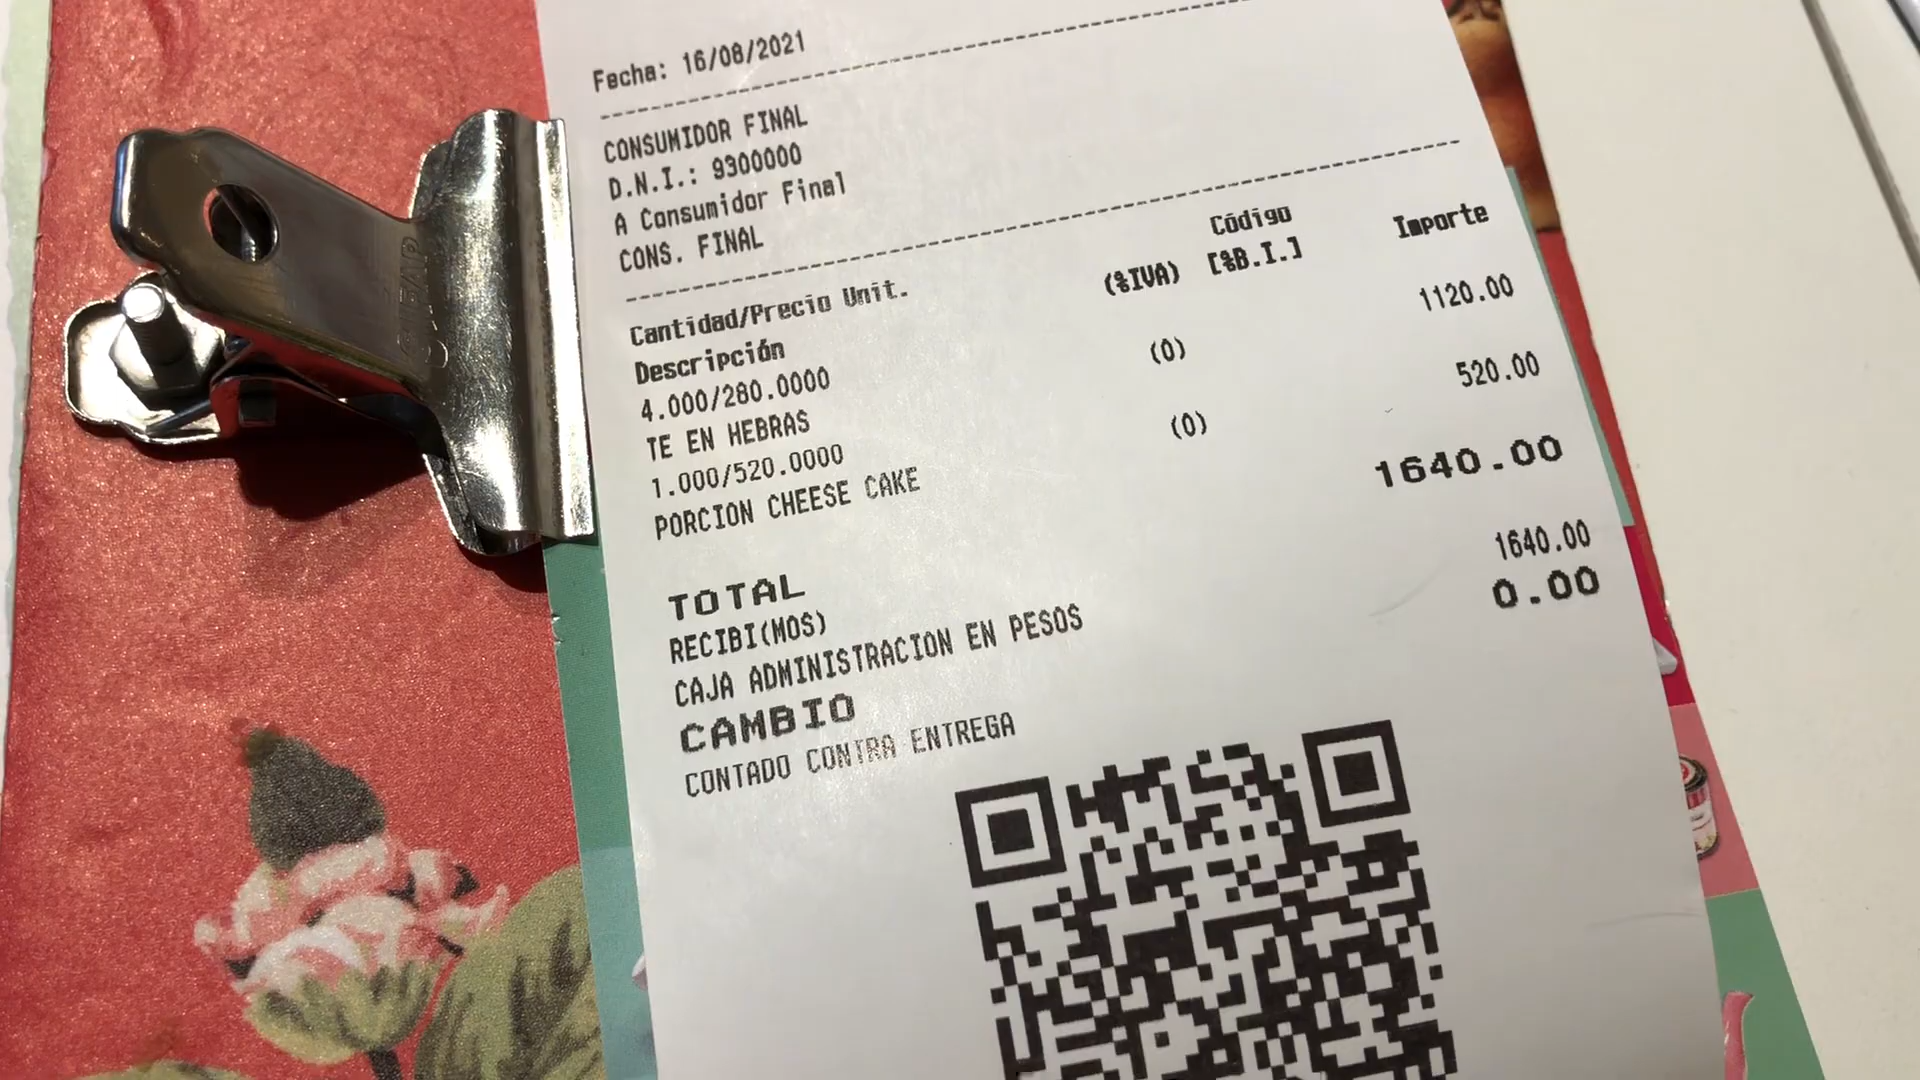 Fecha: 16/08/2021
CONSUMIDOR FINAL
D.N.I.: 9300000
A Consumidor Final
CONS. FINAL
Cantidad/Precio Unit.
Descripción (%IVA) Código [%B.I.] Importe
4.000/280.0000
TE EN HEBRAS (0) 1120.00
1.000/520.0000
PORCION CHEESE CAKE (0) 520.00
TOTAL 1640.00
RECIBI(MOS)
CAJA ADMINISTRACION EN PESOS 1640.00
CAMBIO 0.00
CONTADO CONTRA ENTREGA